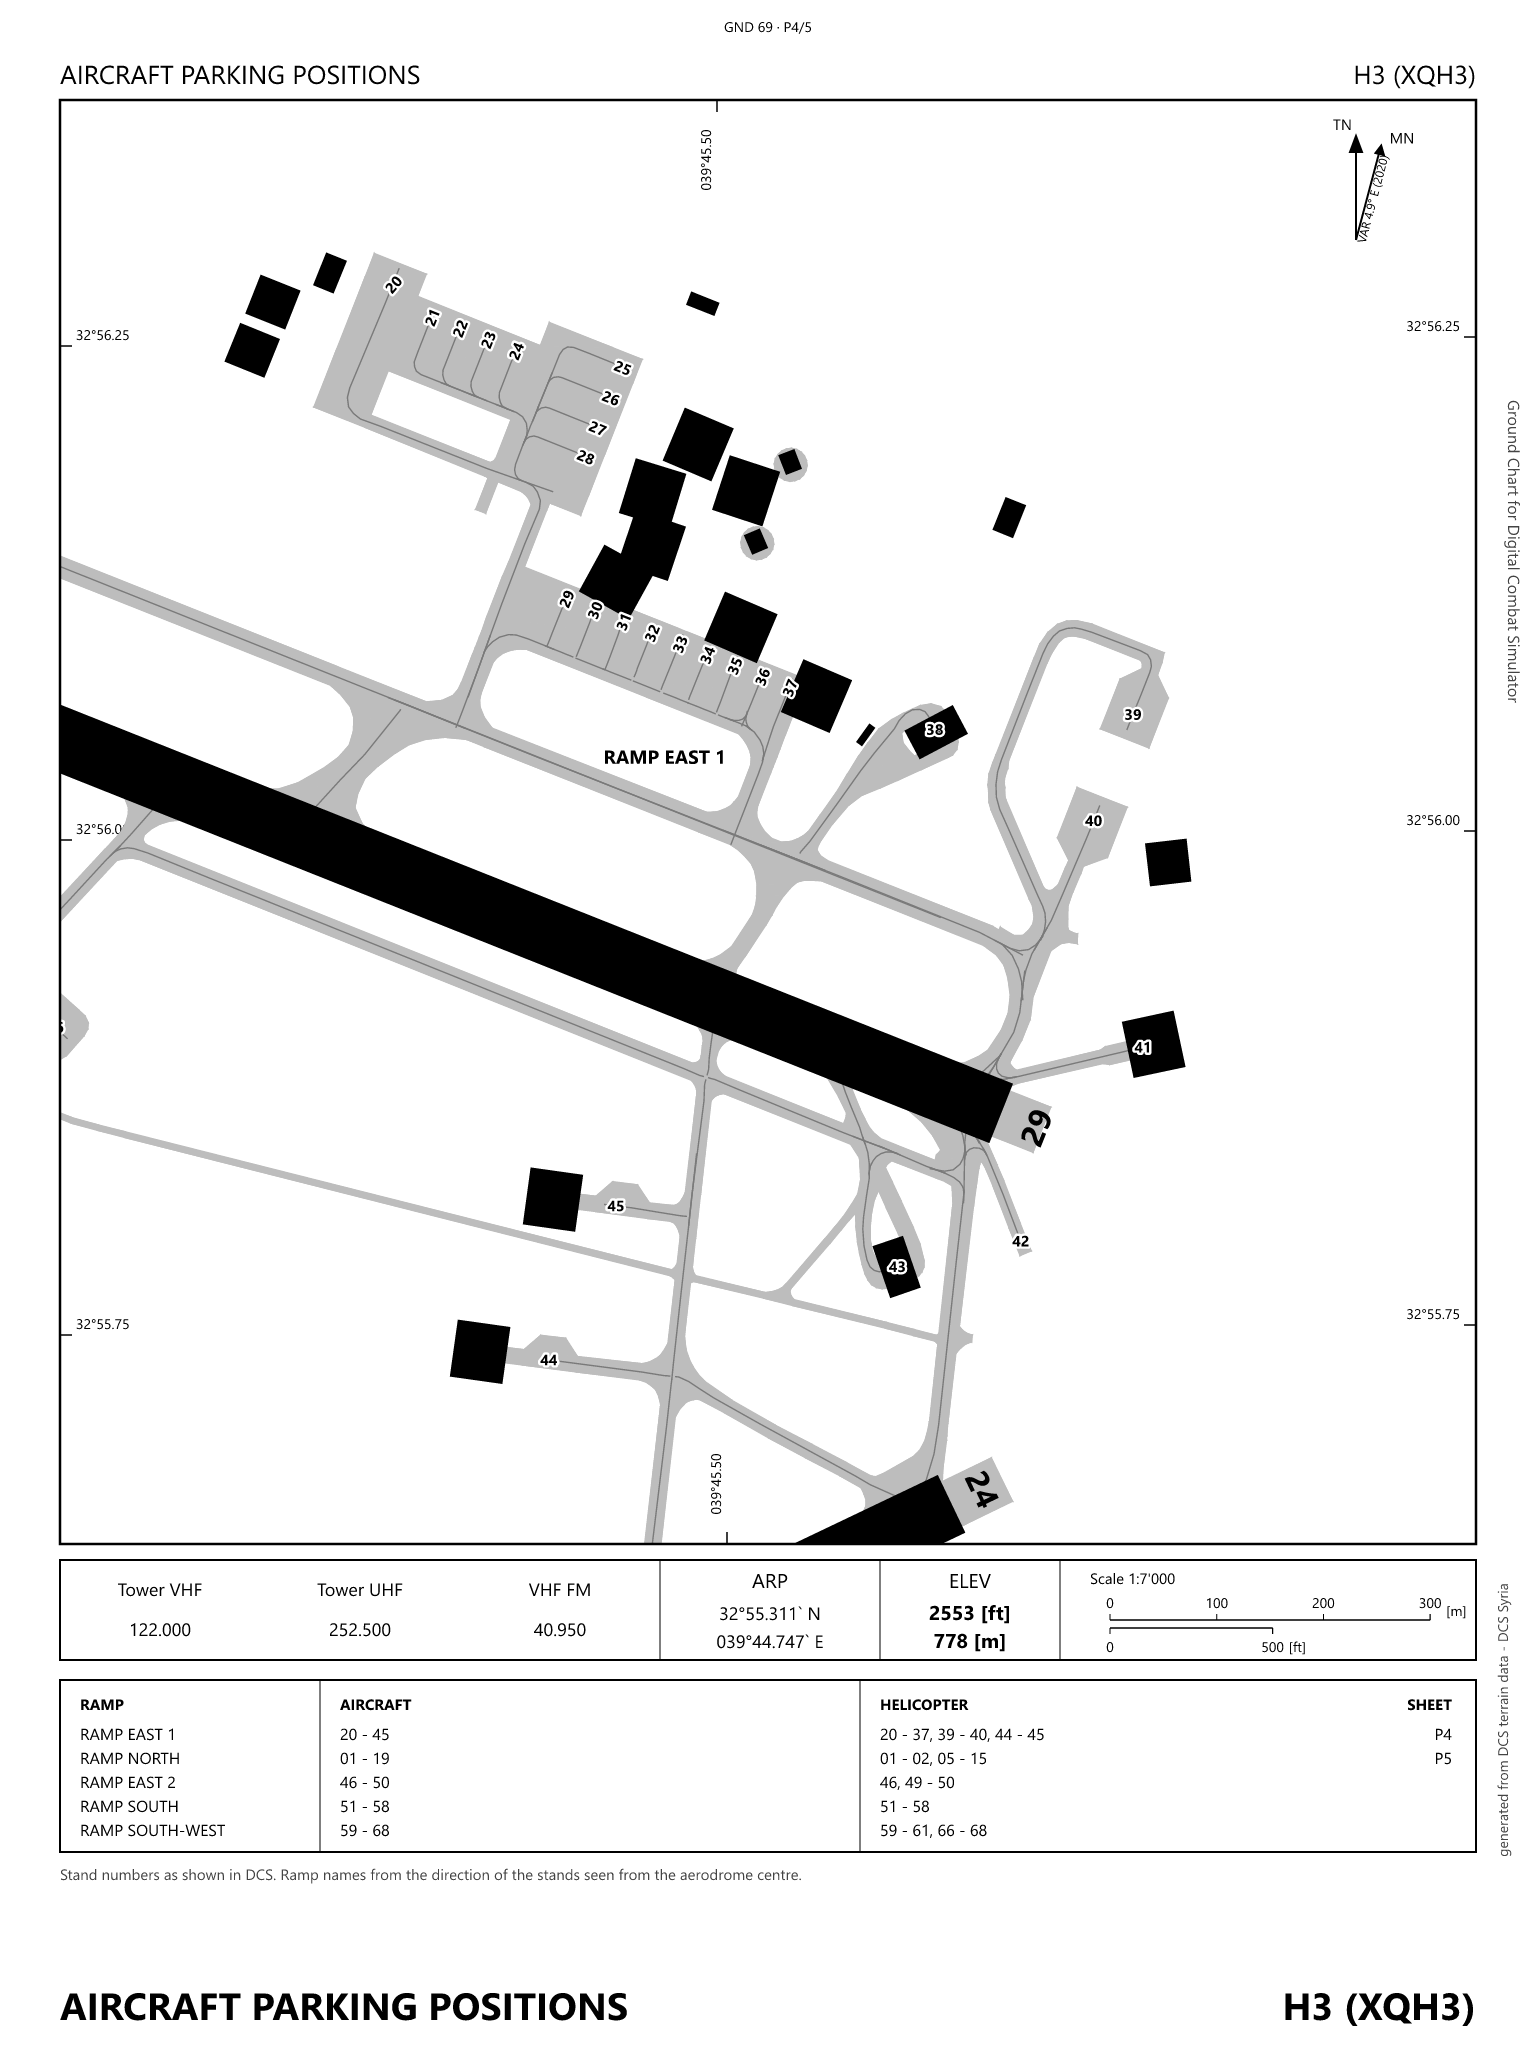 GND 69 · P4/5
AIRCRAFT PARKING POSITIONS
H3 (XQH3)
039°45.50
TN
MN
VAR 4.9° E (2020)
20
21
22
23
24
25
26
27
28
32°56.25
32°56.25
29
30
31
32
33
34
35
36
37
38
39
40
RAMP EAST 1
32°56.0
32°56.00
41
29
42
43
45
44
32°55.75
32°55.75
039°45.50
24
Ground Chart for Digital Combat Simulator
Tower VHF
122.000
Tower UHF
252.500
VHF FM
40.950
ARP
32°55.311` N
039°44.747` E
ELEV
2553 [ft]
778 [m]
Scale 1:7'000
0 100 200 300 [m]
0 500 [ft]
RAMP AIRCRAFT HELICOPTER SHEET
RAMP EAST 1 20 - 45 20 - 37, 39 - 40, 44 - 45 P4
RAMP NORTH 01 - 19 01 - 02, 05 - 15 P5
RAMP EAST 2 46 - 50 46, 49 - 50
RAMP SOUTH 51 - 58 51 - 58
RAMP SOUTH-WEST 59 - 68 59 - 61, 66 - 68
generated from DCS terrain data - DCS Syria
Stand numbers as shown in DCS. Ramp names from the direction of the stands seen from the aerodrome centre.
AIRCRAFT PARKING POSITIONS
H3 (XQH3)